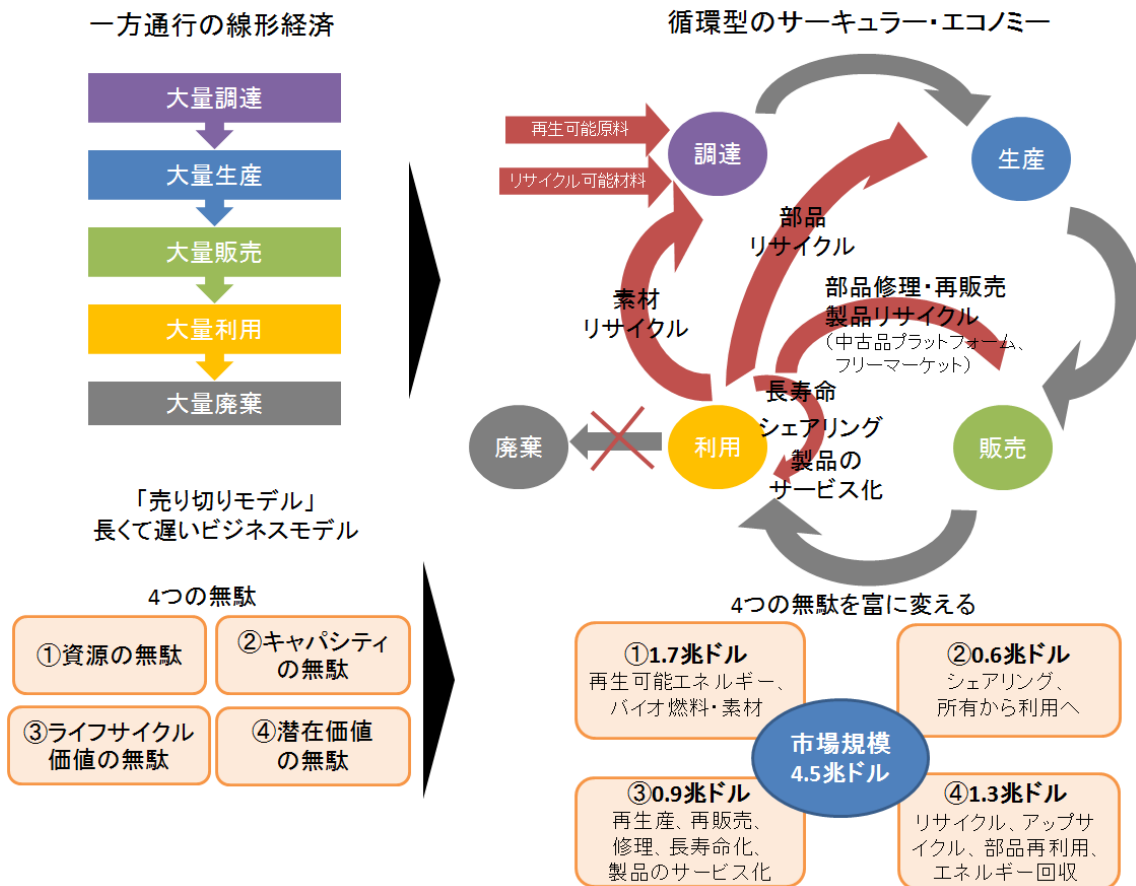 一方通行の線形経済
大量調達
大量生産
大量販売
大量利用
大量廃棄
「売り切りモデル」
長くて遅いビジネスモデル
4つの無駄
①資源の無駄
②キャパシティ
の無駄
③ライフサイクル
価値の無駄
④潜在価値
の無駄
循環型のサーキュラー・エコノミー
再生可能原料
リサイクル可能材料
調達
生産
部品
リサイクル
素材
リサイクル
部品修理・再販売
製品リサイクル
（中古品プラットフォーム、
フリーマーケット）
長寿命
シェアリング
製品の
サービス化
廃棄
利用
販売
4つの無駄を富に変える
①1.7兆ドル
再生可能エネルギー、
バイオ燃料・素材
②0.6兆ドル
シェアリング、
所有から利用へ
市場規模
4.5兆ドル
③0.9兆ドル
再生産、再販売、
修理、長寿命化、
製品のサービス化
④1.3兆ドル
リサイクル、アップサ
イクル、部品再利用、
エネルギー回収